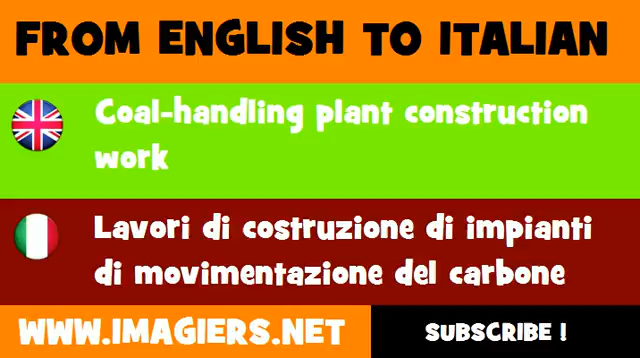 FROM ENGLISH TO ITALIAN
Coal-handling plant construction
work
Lavori di costruzione di impianti
di movimentazione del carbone
WWW.IMAGIERS.NET
SUBSCRIBE !